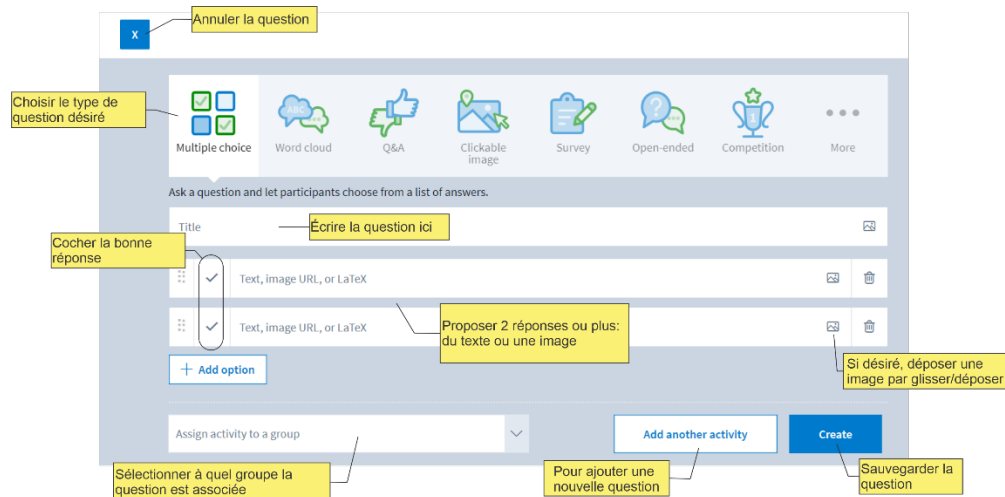 Annuler la question
X
Choisir le type de
question désiré
Multiple choice
ABC
Word cloud
Q&A
Clickable
image
Survey
?
Open-ended
1
Competition
More
Ask a question and let participants choose from a list of answers.
Title
Écrire la question ici
Cocher la bonne
réponse
Text, image URL, or LaTeX
Text, image URL, or LaTeX
Proposer 2 réponses ou plus:
du texte ou une image
Si désiré, déposer une
image par glisser/déposer
+ Add option
Assign activity to a group
Add another activity
Create
Sélectionner à quel groupe la
question est associée
Pour ajouter une
nouvelle question
Sauvegarder la
question